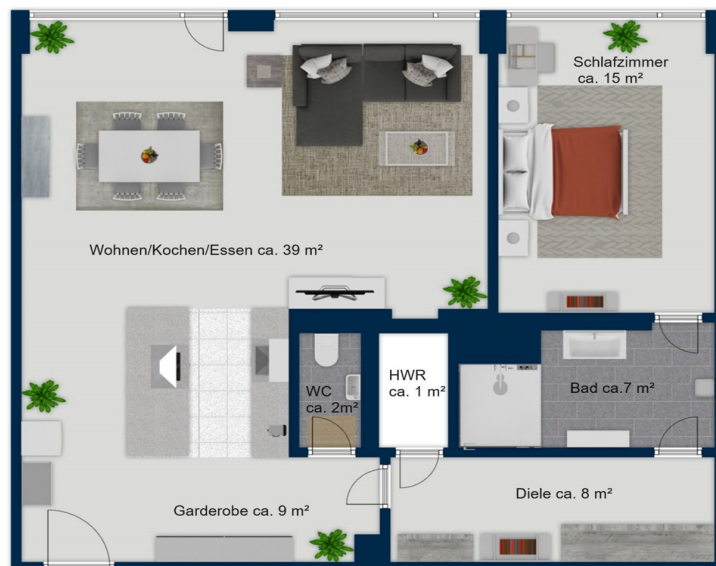 Schlafzimmer
ca. 15 m²
Wohnen/Kochen/Essen ca. 39 m²
WC
ca. 2m²
HWR
ca. 1 m²
Bad ca.7 m²
Garderobe ca. 9 m²
Diele ca. 8 m²